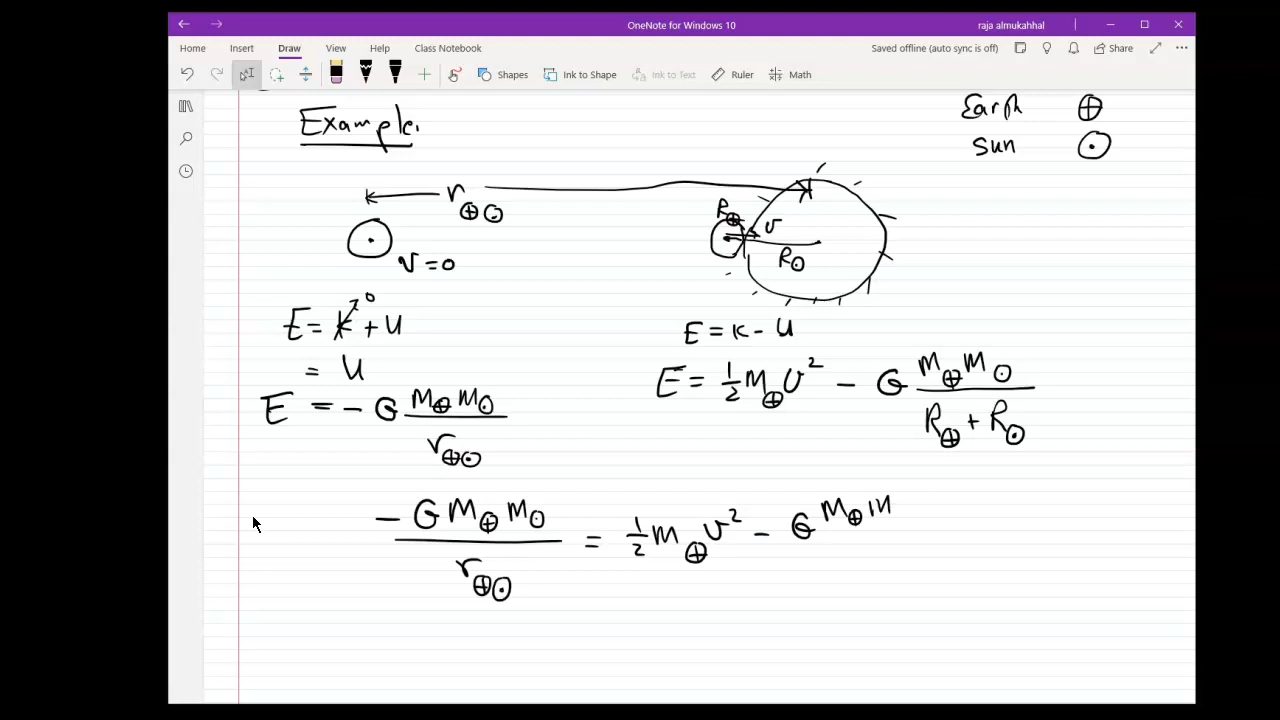 OneNote for Windows 10
raja almukahhal
Home Insert Draw View Help Class Notebook
Saved offline (auto sync is off)
Share
Shapes Ink to Shape Ink to Text Ruler Math
Earth ⊕
Example:
Sun ⊙
r⊕⊙
R⊕
v
R⊙
v = 0
E = K↗0 + U
E = K - U
= U
E = 1/2 M⊕ v² - G M⊕ M⊙ / (R⊕ + R⊙)
E = - G M⊕ M⊙ / r⊕⊙
- G M⊕ M⊙ / r⊕⊙ = 1/2 M⊕ v² - G M⊕ M